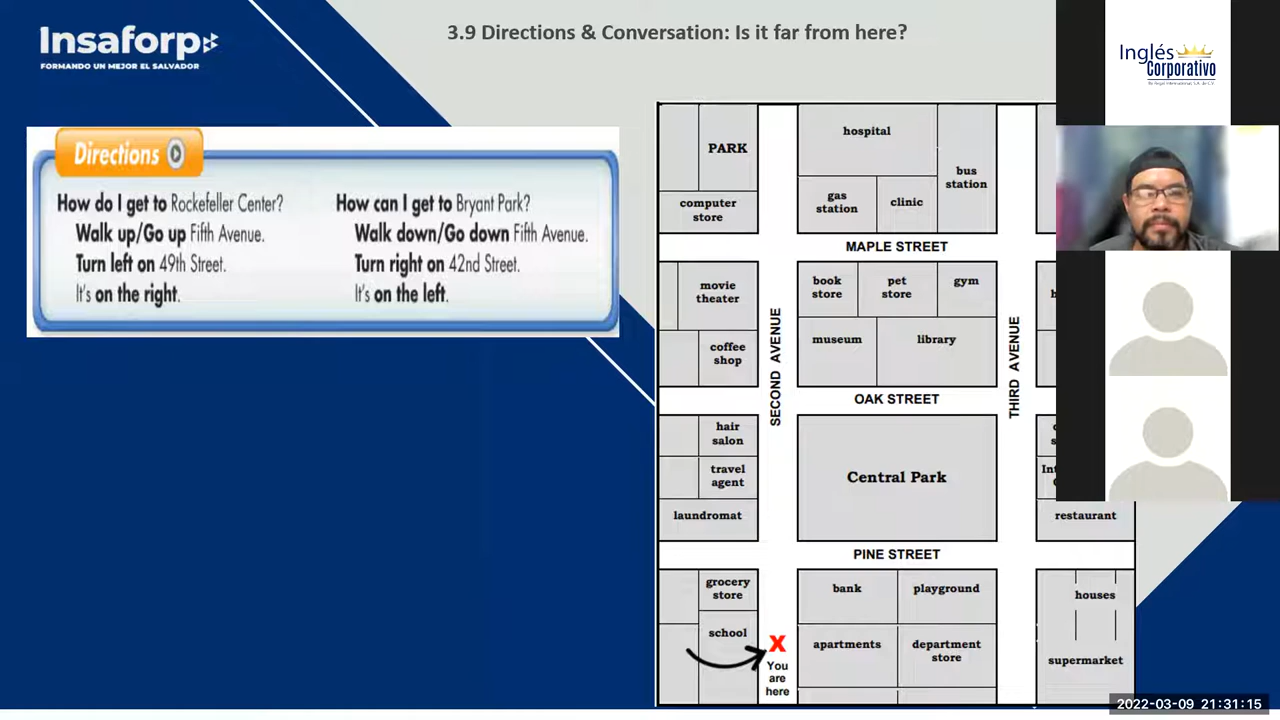 3.9 Directions & Conversation: Is it far from here?
Insaforp
FORMANDO UN MEJOR EL SALVADOR
Inglés
Corporativo
Directions
How do I get to Rockefeller Center?
Walk up/Go up Fifth Avenue.
Turn left on 49th Street.
It's on the right.
How can I get to Bryant Park?
Walk down/Go down Fifth Avenue.
Turn right on 42nd Street.
It's on the left.
PARK
computer
store
hospital
gas
station
clinic
bus
station
MAPLE STREET
movie
theater
coffee
shop
SECOND AVENUE
book
store
pet
store
gym
museum
library
THIRD AVENUE
OAK STREET
hair
salon
travel
agent
laundromat
Central Park
restaurant
PINE STREET
grocery
store
school
X
You
are
here
bank
playground
apartments
department
store
houses
supermarket
2022-03-09 21:31:15